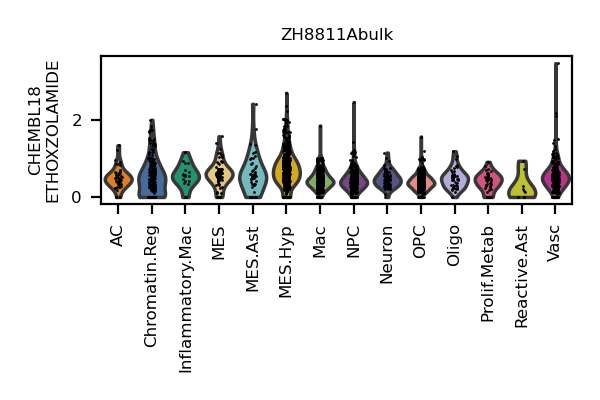 ZH8811Abulk
CHEMBL18
ETHOXZOLAMIDE
2
0
AC
Chromatin.Reg
Inflammatory.Mac
MES
MES.Ast
MES.Hyp
Mac
NPC
Neuron
OPC
Oligo
Prolif.Metab
Reactive.Ast
Vasc